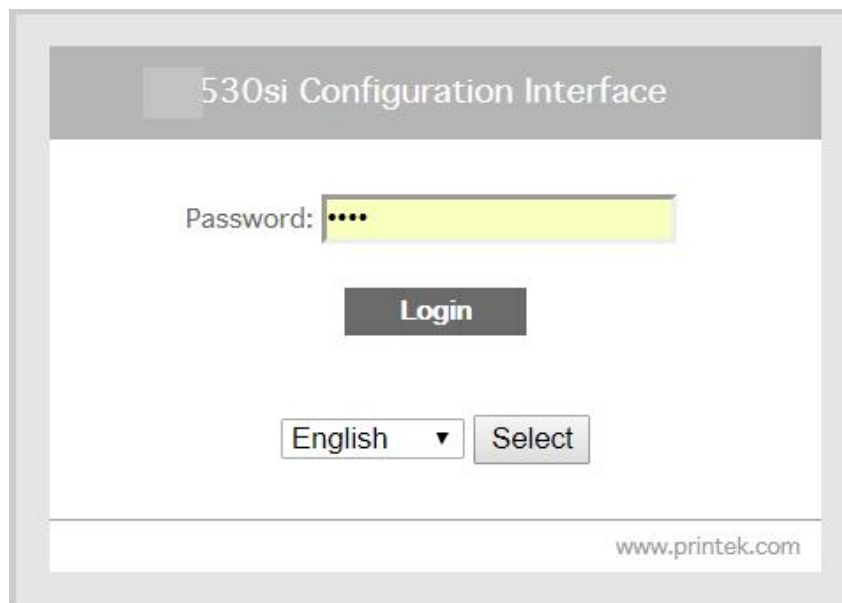 530si Configuration Interface
Password: ••••
Login
English ▼ Select
www.printek.com